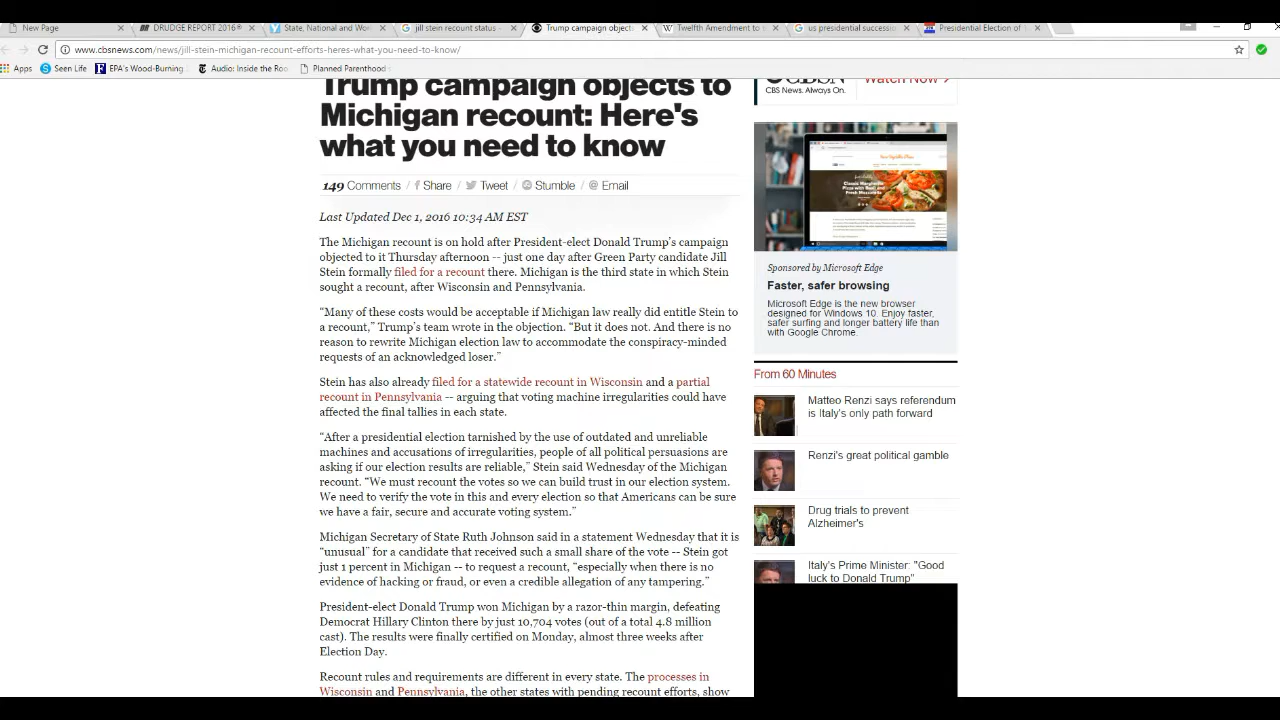 New Page
DRUDGE REPORT 2016®
State, National and Wor
jill stein recount status -
Trump campaign objects
Twelfth Amendment to t
us presidential successio
Presidential Election of
www.cbsnews.com/news/jill-stein-michigan-recount-efforts-heres-what-you-need-to-know/
Apps
Seen Life
EPA's Wood-Burning
Audio: Inside the Roo
Planned Parenthood
Trump campaign objects to
Michigan recount: Here's
what you need to know
149 Comments / Share / Tweet / Stumble / @ Email
Last Updated Dec 1, 2016 10:34 AM EST
The Michigan recount is on hold after President-elect Donald Trump's campaign
objected to it Thursday afternoon -- just one day after Green Party candidate Jill
Stein formally filed for a recount there. Michigan is the third state in which Stein
sought a recount, after Wisconsin and Pennsylvania.
“Many of these costs would be acceptable if Michigan law really did entitle Stein to
a recount,” Trump’s team wrote in the objection. “But it does not. And there is no
reason to rewrite Michigan election law to accommodate the conspiracy-minded
requests of an acknowledged loser.”
Stein has also already filed for a statewide recount in Wisconsin and a partial
recount in Pennsylvania -- arguing that voting machine irregularities could have
affected the final tallies in each state.
“After a presidential election tarnished by the use of outdated and unreliable
machines and accusations of irregularities, people of all political persuasions are
asking if our election results are reliable,” Stein said Wednesday of the Michigan
recount. “We must recount the votes so we can build trust in our election system.
We need to verify the vote in this and every election so that Americans can be sure
we have a fair, secure and accurate voting system.”
Michigan Secretary of State Ruth Johnson said in a statement Wednesday that it is
“unusual” for a candidate that received such a small share of the vote -- Stein got
just 1 percent in Michigan -- to request a recount, “especially when there is no
evidence of hacking or fraud, or even a credible allegation of any tampering.”
President-elect Donald Trump won Michigan by a razor-thin margin, defeating
Democrat Hillary Clinton there by just 10,704 votes (out of a total 4.8 million
cast). The results were finally certified on Monday, almost three weeks after
Election Day.
Recount rules and requirements are different in every state. The processes in
Wisconsin and Pennsylvania, the other states with pending recount efforts, show
CBSN
CBS News. Always On.
Watch Now >
Sponsored by Microsoft Edge
Faster, safer browsing
Microsoft Edge is the new browser
designed for Windows 10. Enjoy faster,
safer surfing and longer battery life than
with Google Chrome.
From 60 Minutes
Matteo Renzi says referendum
is Italy's only path forward
Renzi's great political gamble
Drug trials to prevent
Alzheimer's
Italy's Prime Minister: "Good
luck to Donald Trump"